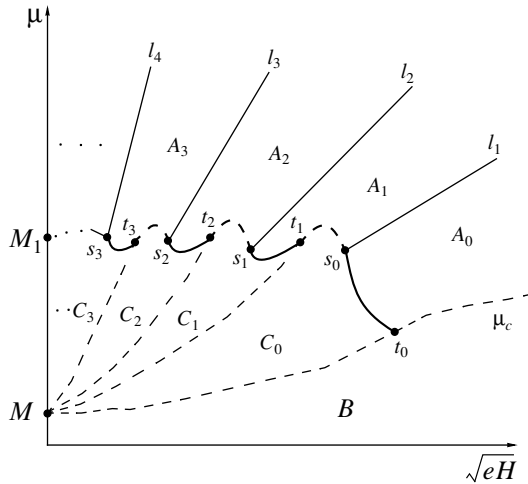 μ
l₄
l₃
l₂
l₁
A₃
A₂
A₁
A₀
M₁
s₃
t₃
s₂
t₂
s₁
t₁
s₀
C₃
C₂
C₁
C₀
t₀
μ_c
M
B
√eH